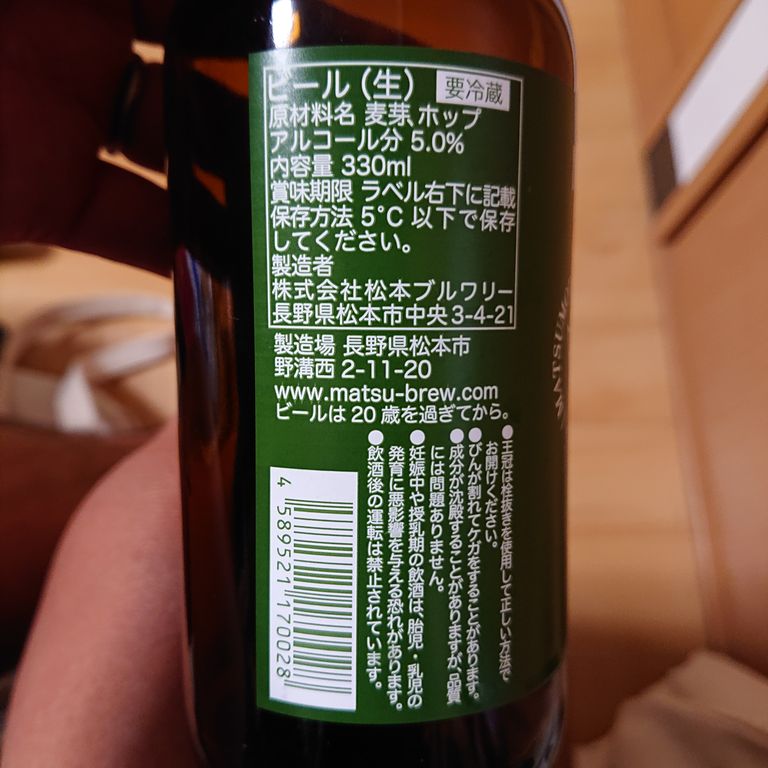 ビール（生） 要冷蔵
原材料名 麦芽、ホップ
アルコール分 5.0%
内容量 330ml
賞味期限 ラベル右下に記載
保存方法 5°C 以下で保存
してください。
製造者
株式会社松本ブルワリー
長野県松本市中央3-4-21
製造場 長野県松本市
野溝西 2-11-20
www.matsu-brew.com
ビールは 20 歳を過ぎてから。
●王冠は栓抜きを使用して正しい方法で
お開けください。
●びんが割れてケガをすることがあります。
●成分が沈殿することがありますが、品質
には問題ありません。
●妊娠中や授乳期の飲酒は、胎児・乳児の
発育に悪影響を与える恐れがあります。
●飲酒後の運転は禁止されています。
4 589521 170028